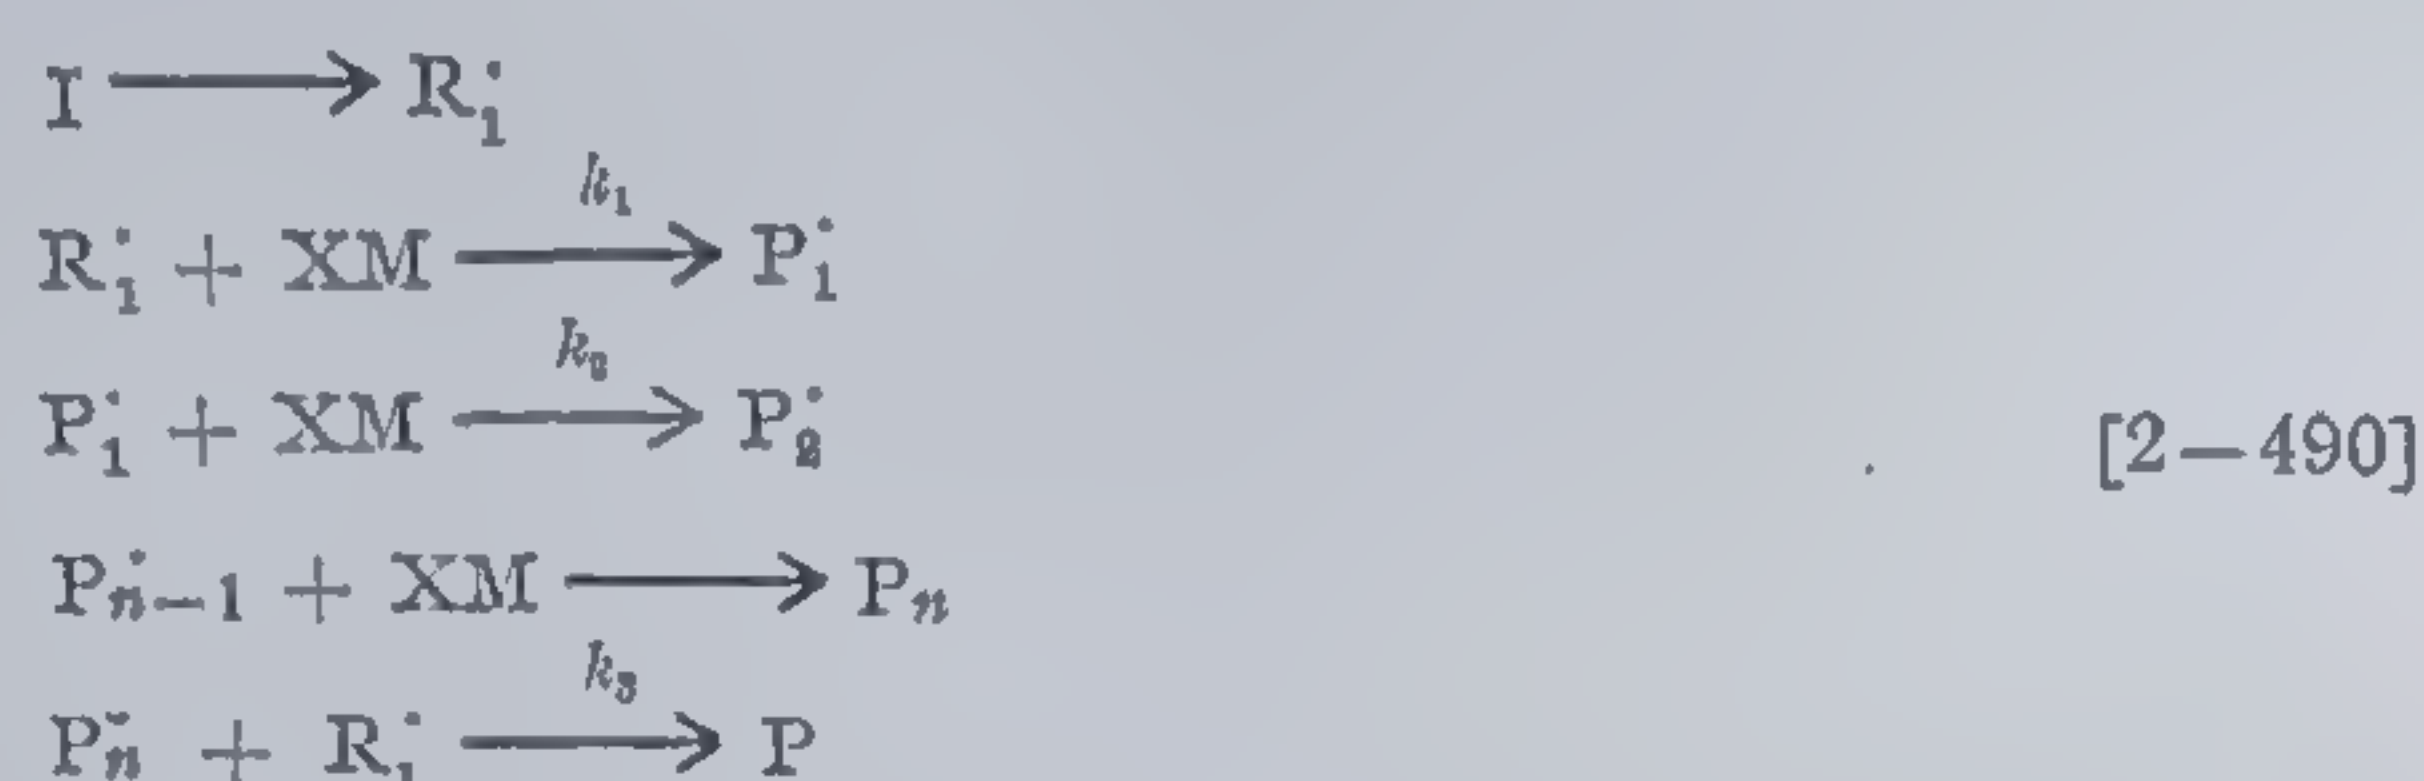 I ⟶ R₁˙
k₁
R₁˙ + XM ⟶ P₁˙
k₂
P₁˙ + XM ⟶ P₂˙
[2—490]
Pₙ˙₋₁ + XM ⟶ Pₙ
k₃
Pₙ˙ + R₁˙ ⟶ P